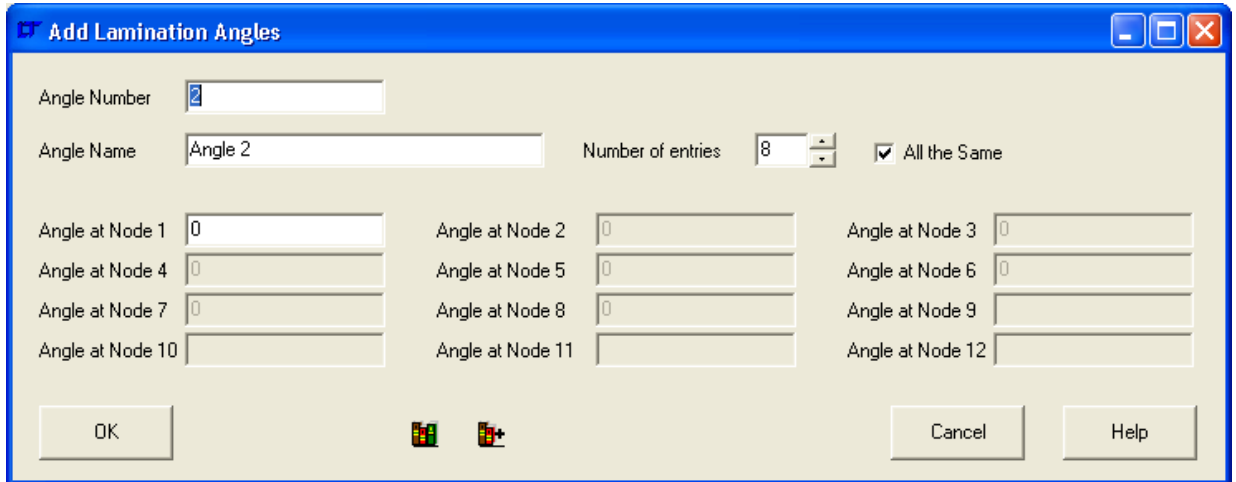 Add Lamination Angles
Angle Number 2
Angle Name Angle 2 Number of entries 8 All the Same
Angle at Node 1 0 Angle at Node 2 0 Angle at Node 3 0
Angle at Node 4 0 Angle at Node 5 0 Angle at Node 6 0
Angle at Node 7 0 Angle at Node 8 0 Angle at Node 9
Angle at Node 10 Angle at Node 11 Angle at Node 12
OK Cancel Help